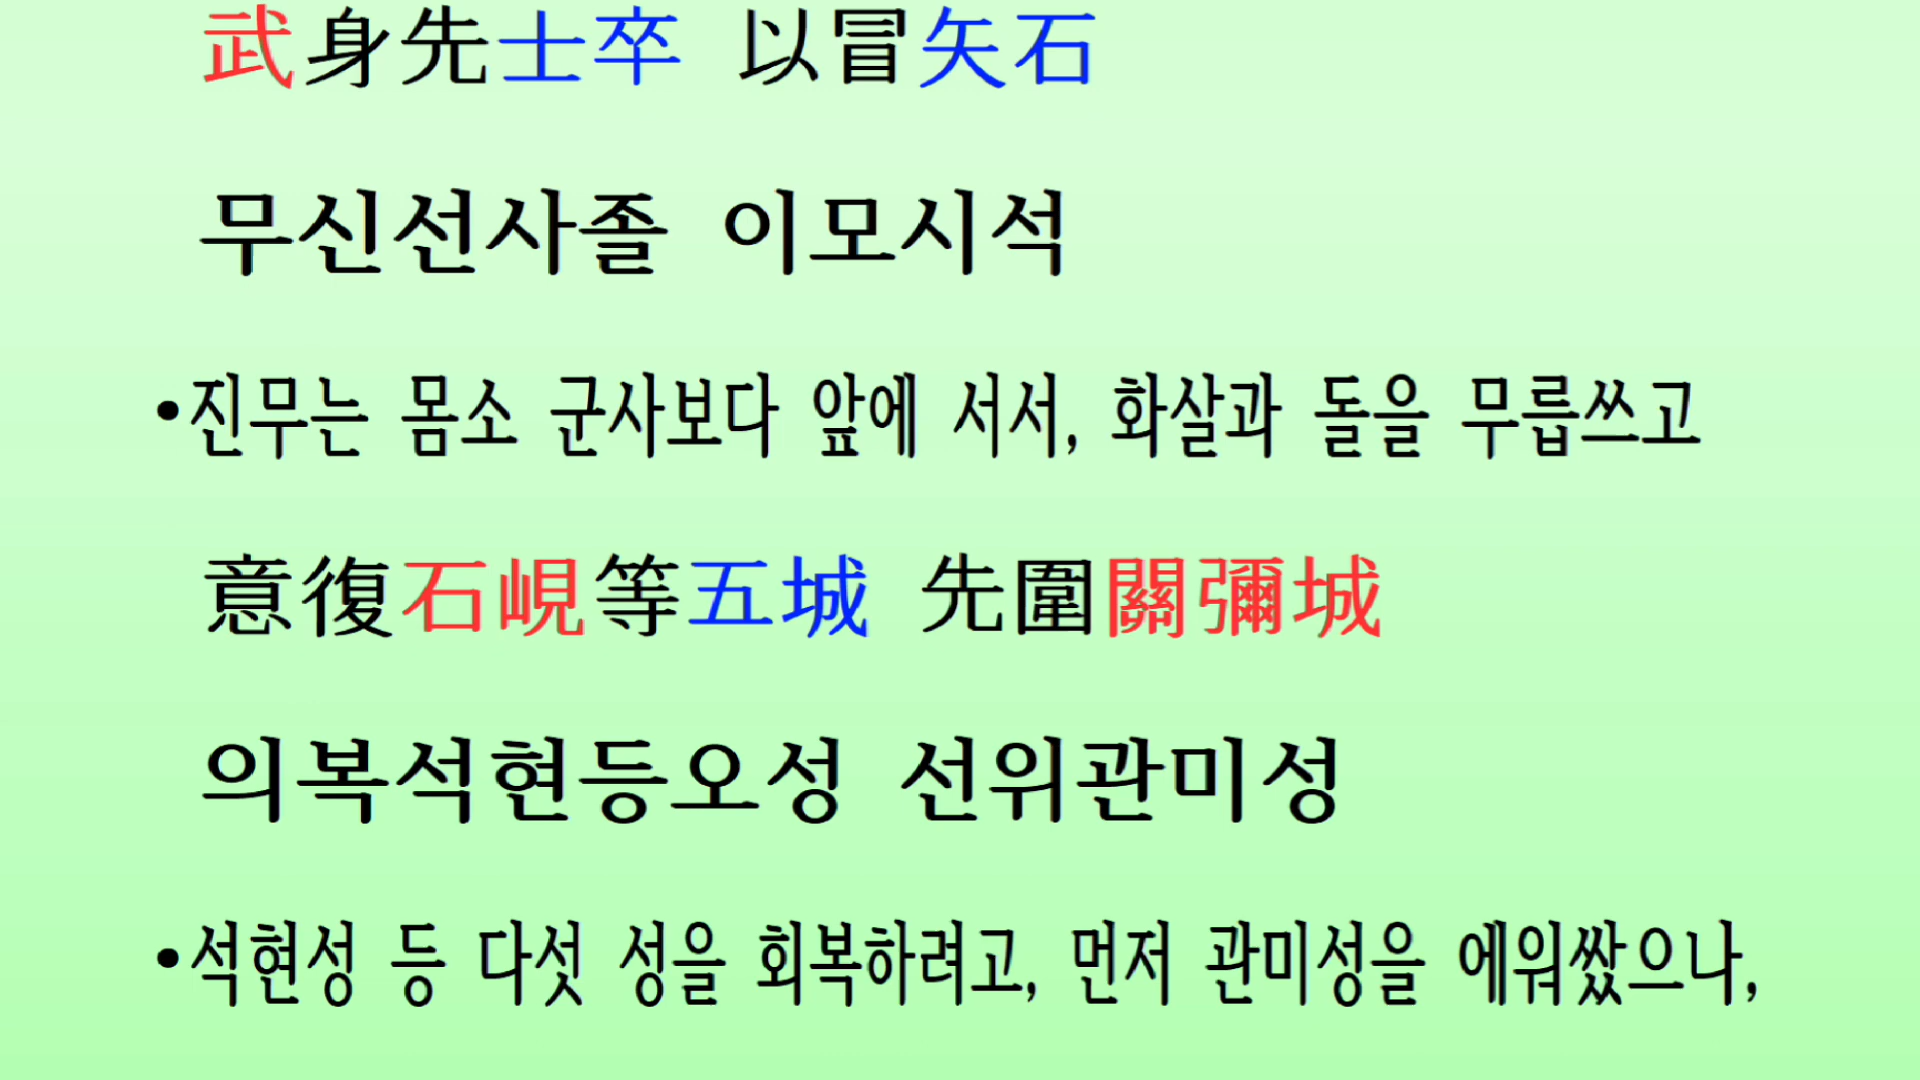 武身先士卒 以冒矢石
무신선사졸 이모시석
•진무는 몸소 군사보다 앞에 서서, 화살과 돌을 무릅쓰고
意復石峴等五城 先圍關彌城
의복석현등오성 선위관미성
•석현성 등 다섯 성을 회복하려고, 먼저 관미성을 에워쌌으나,